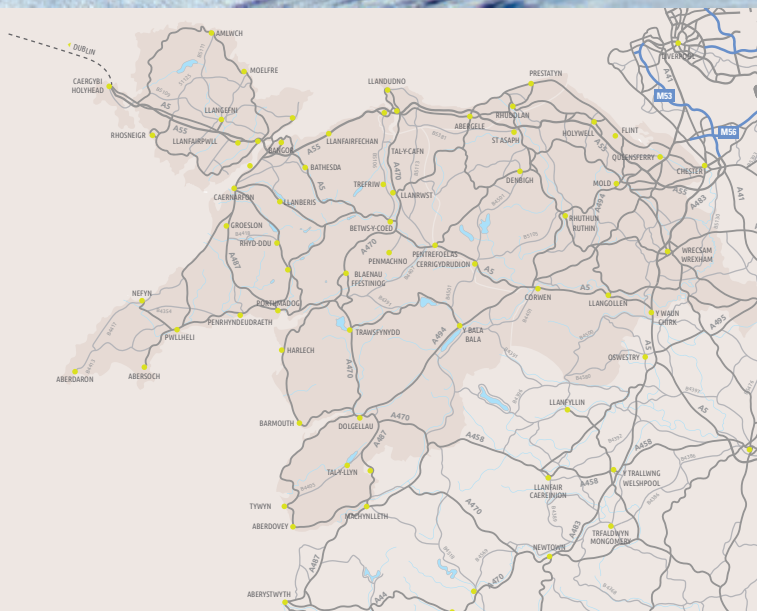 DUBLIN
AMLWCH
MOELFRE
CAERGYBI
HOLYHEAD
A5
A55
LLANGEFNI
RHOSNEIGR
LLANFAIRPWLL
BANGOR
LLANDUDNO
PRESTATYN
RHUDDLAN
ABERGELE
ST ASAPH
HOLYWELL
FLINT
LIVERPOOL
A41
M53
M56
QUEENSFERRY
CHESTER
A55
A55
LLANFAIRFECHAN
TAL-Y-CAFN
A55
BATHESDA
A5
TREFRIW
A470
LLANRWST
DENBIGH
MOLD
A494
A483
A41
CAERNARFON
LLANBERIS
GROESLON
RHYD-DDU
BETWS-Y-COED
A470
PENMACHNO
PENTREFOELAS
CERRIGYDRUDION
A5
RHUTHUN
RUTHIN
WRECSAM
WREXHAM
A487
BLAENAU
FFESTINIOG
NEFYN
PORTHMADOG
PENRHYNDEUDRAETH
PWLLHELI
CORWEN
A5
LLANGOLLEN
Y WAUN
CHIRK
A495
TRAWSFYNYDD
A494
Y BALA
BALA
HARLECH
A470
A5
OSWESTRY
ABERDARON
ABERSOCH
BARMOUTH
DOLGELLAU
A470
A487
LLANFYLLIN
A5
A458
A458
TAL-Y-LLYN
A458
LLANFAIR
CAEREINION
Y TRALLWNG
WELSHPOOL
TYWYN
ABERDOVEY
MACHYNLLETH
A470
A483
TRFALDWYN
MONGOMERY
NEWTOWN
A487
A470
ABERYSTWYTH
A44